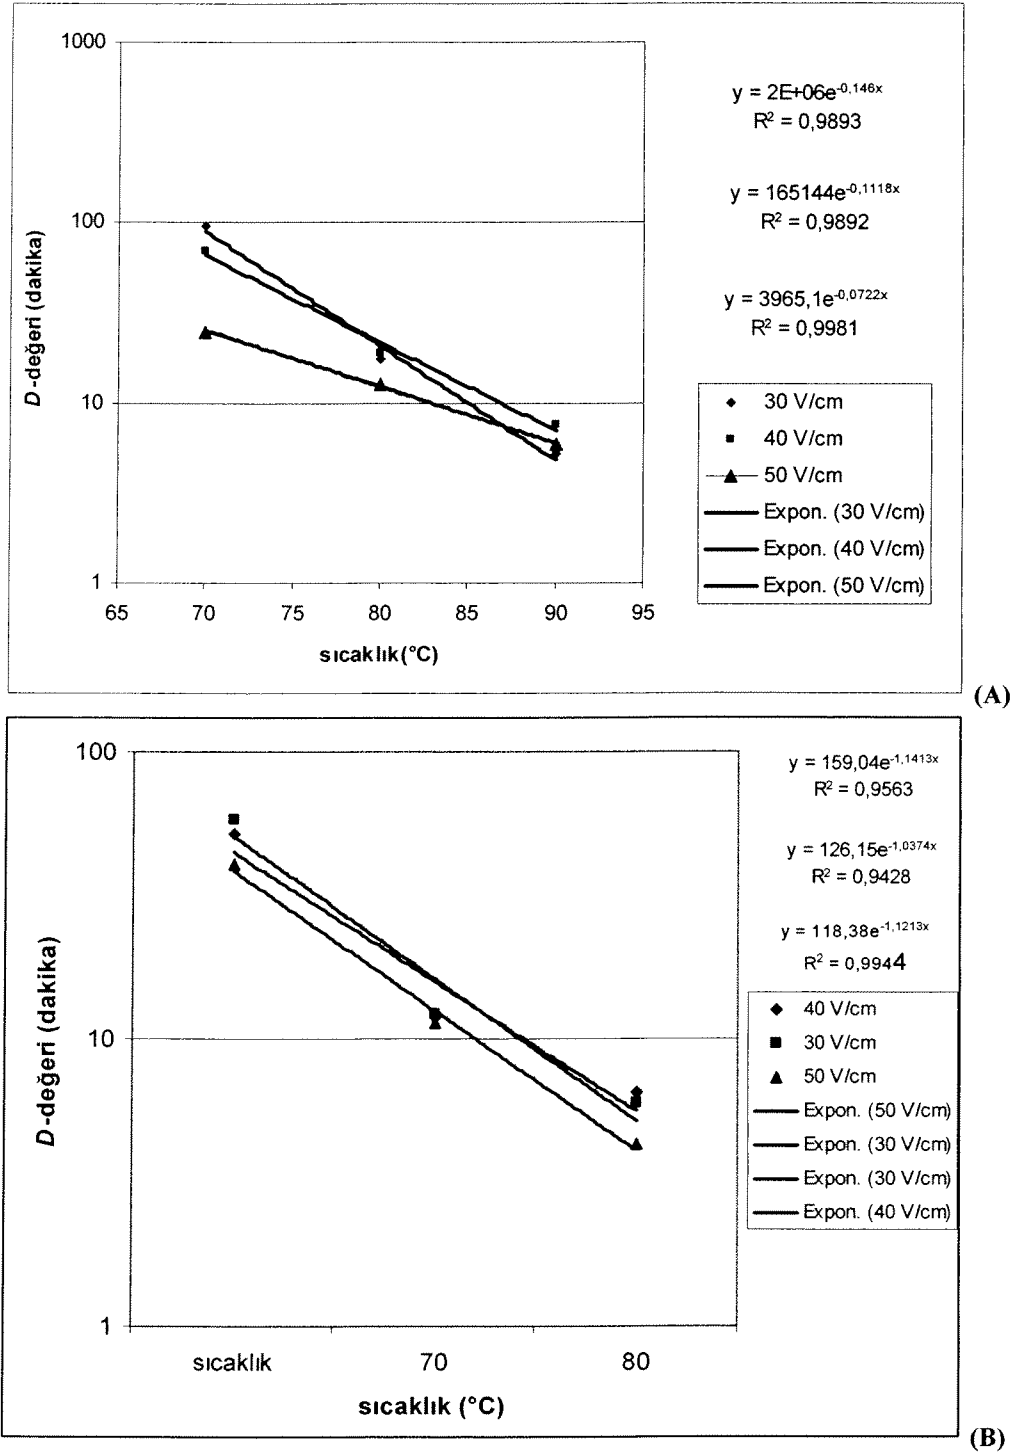 1000
100
10
1
D-değeri (dakika)
65 70 75 80 85 90 95
sıcaklık(°C)
y = 2E+06e^-0,146x
R² = 0,9893
y = 165144e^-0,1118x
R² = 0,9892
y = 3965,1e^-0,0722x
R² = 0,9981
30 V/cm
40 V/cm
50 V/cm
Expon. (30 V/cm)
Expon. (40 V/cm)
Expon. (50 V/cm)
(A)
100
10
1
D-değeri (dakika)
sıcaklık 70 80
sıcaklık (°C)
y = 159,04e^-1,1413x
R² = 0,9563
y = 126,15e^-1,0374x
R² = 0,9428
y = 118,38e^-1,1213x
R² = 0,9944
40 V/cm
30 V/cm
50 V/cm
Expon. (50 V/cm)
Expon. (30 V/cm)
Expon. (30 V/cm)
Expon. (40 V/cm)
(B)